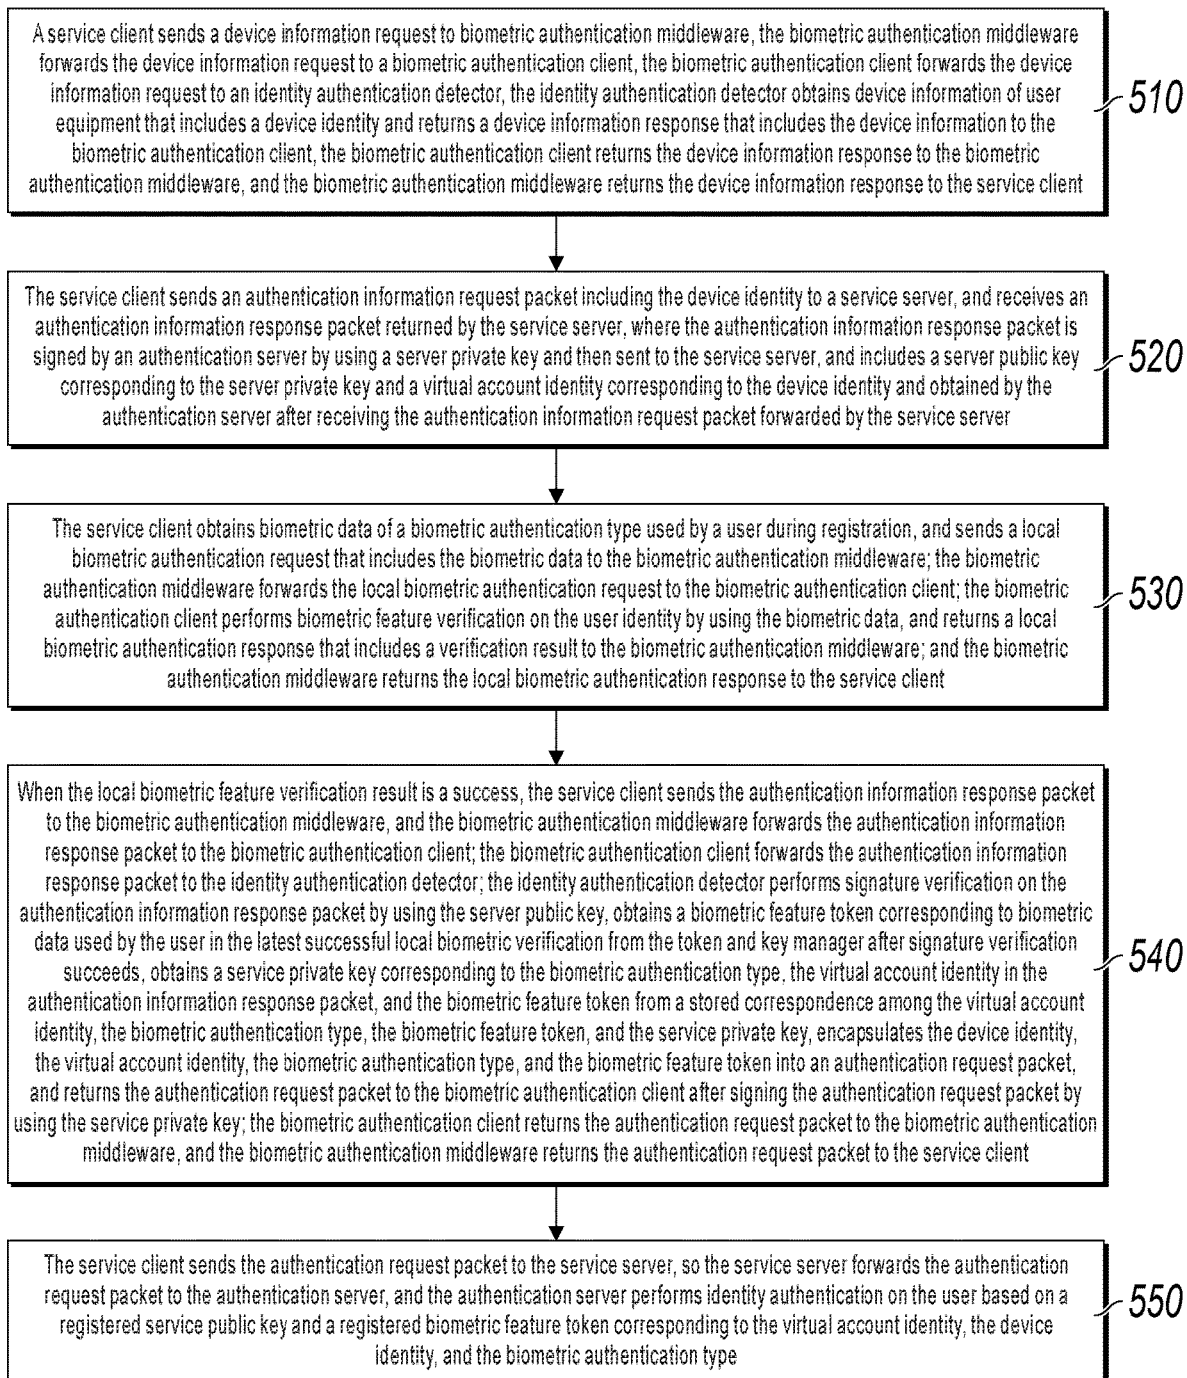 A service client sends a device information request to biometric authentication middleware, the biometric authentication middleware
forwards the device information request to a biometric authentication client, the biometric authentication client forwards the device
information request to an identity authentication detector, the identity authentication detector obtains device information of user
equipment that includes a device identity and returns a device information response that includes the device information to the
biometric authentication client, the biometric authentication client returns the device information response to the biometric
authentication middleware, and the biometric authentication middleware returns the device information response to the service client
510
The service client sends an authentication information request packet including the device identity to a service server, and receives an
authentication information response packet returned by the service server, where the authentication information response packet is
signed by an authentication server by using a server private key and then sent to the service server, and includes a server public key
corresponding to the server private key and a virtual account identity corresponding to the device identity and obtained by the
authentication server after receiving the authentication information request packet forwarded by the service server
520
The service client obtains biometric data of a biometric authentication type used by a user during registration, and sends a local
biometric authentication request that includes the biometric data to the biometric authentication middleware; the biometric
authentication middleware forwards the local biometric authentication request to the biometric authentication client; the biometric
authentication client performs biometric feature verification on the user identity by using the biometric data, and returns a local
biometric authentication response that includes a verification result to the biometric authentication middleware; and the biometric
authentication middleware returns the local biometric authentication response to the service client
530
When the local biometric feature verification result is a success, the service client sends the authentication information response packet
to the biometric authentication middleware, and the biometric authentication middleware forwards the authentication information
response packet to the biometric authentication client; the biometric authentication client forwards the authentication information
response packet to the identity authentication detector; the identity authentication detector performs signature verification on the
authentication information response packet by using the server public key, obtains a biometric feature token corresponding to biometric
data used by the user in the latest successful local biometric verification from the token and key manager after signature verification
succeeds, obtains a service private key corresponding to the biometric authentication type, the virtual account identity in the
authentication information response packet, and the biometric feature token from a stored correspondence among the virtual account
identity, the biometric authentication type, the biometric feature token, and the service private key, encapsulates the device identity,
the virtual account identity, the biometric authentication type, and the biometric feature token into an authentication request packet,
and returns the authentication request packet to the biometric authentication client after signing the authentication request packet by
using the service private key; the biometric authentication client returns the authentication request packet to the biometric authentication
middleware, and the biometric authentication middleware returns the authentication request packet to the service client
540
The service client sends the authentication request packet to the service server, so the service server forwards the authentication
request packet to the authentication server, and the authentication server performs identity authentication on the user based on a
registered service public key and a registered biometric feature token corresponding to the virtual account identity, the device
identity, and the biometric authentication type
550